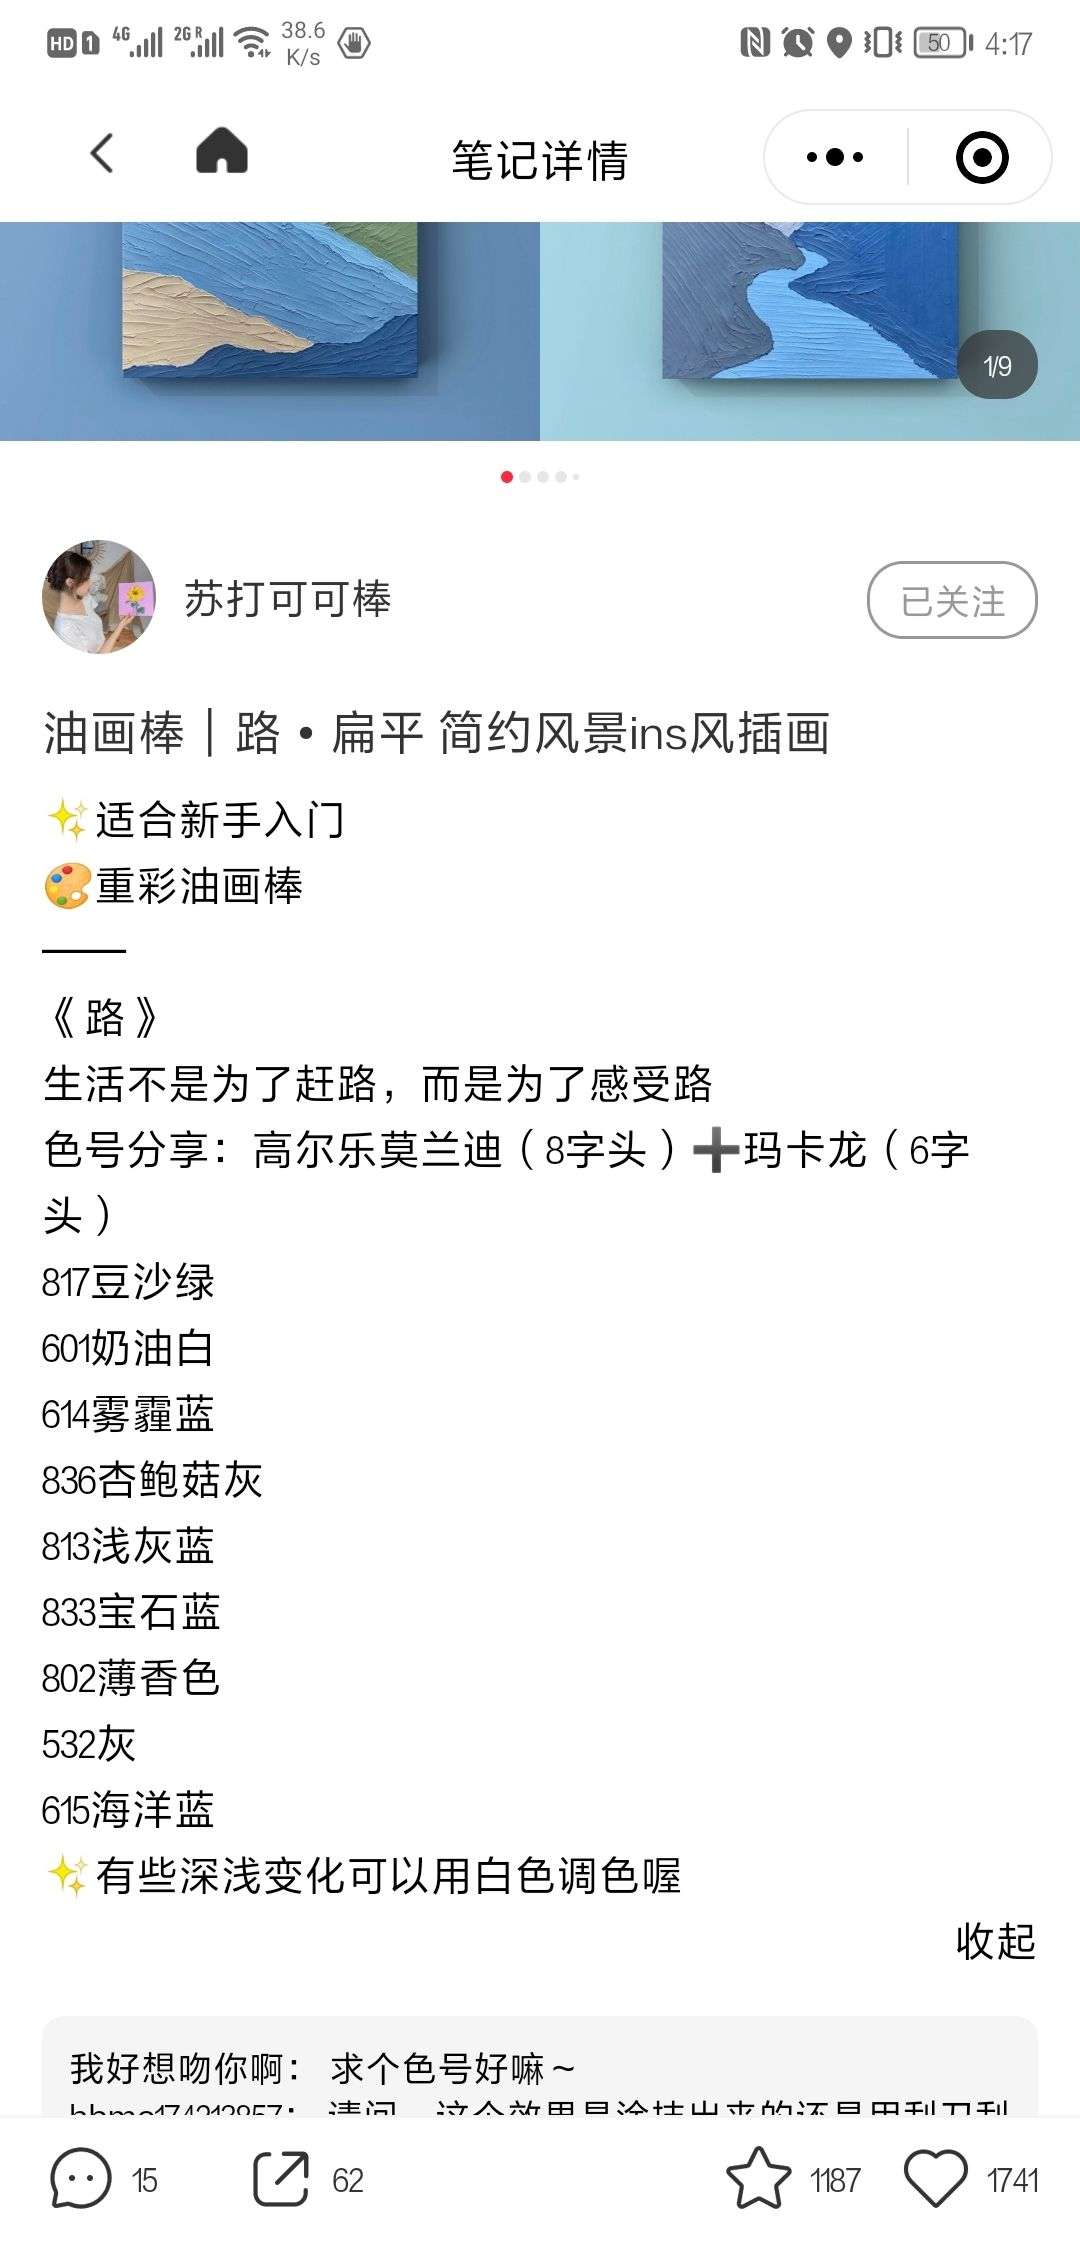 HD 1 4G 2G R 38.6 K/s 50 4:17
笔记详情
1/9
苏打可可棒
已关注
油画棒｜路•扁平 简约风景ins风插画
✨适合新手入门
🎨重彩油画棒
——
《路》
生活不是为了赶路，而是为了感受路
色号分享：高尔乐莫兰迪（8字头）➕玛卡龙（6字
头）
817豆沙绿
601奶油白
614雾霾蓝
836杏鲍菇灰
813浅灰蓝
833宝石蓝
802薄香色
532灰
615海洋蓝
✨有些深浅变化可以用白色调色喔
收起
我好想吻你啊： 求个色号好嘛~
15 62 1187 1741